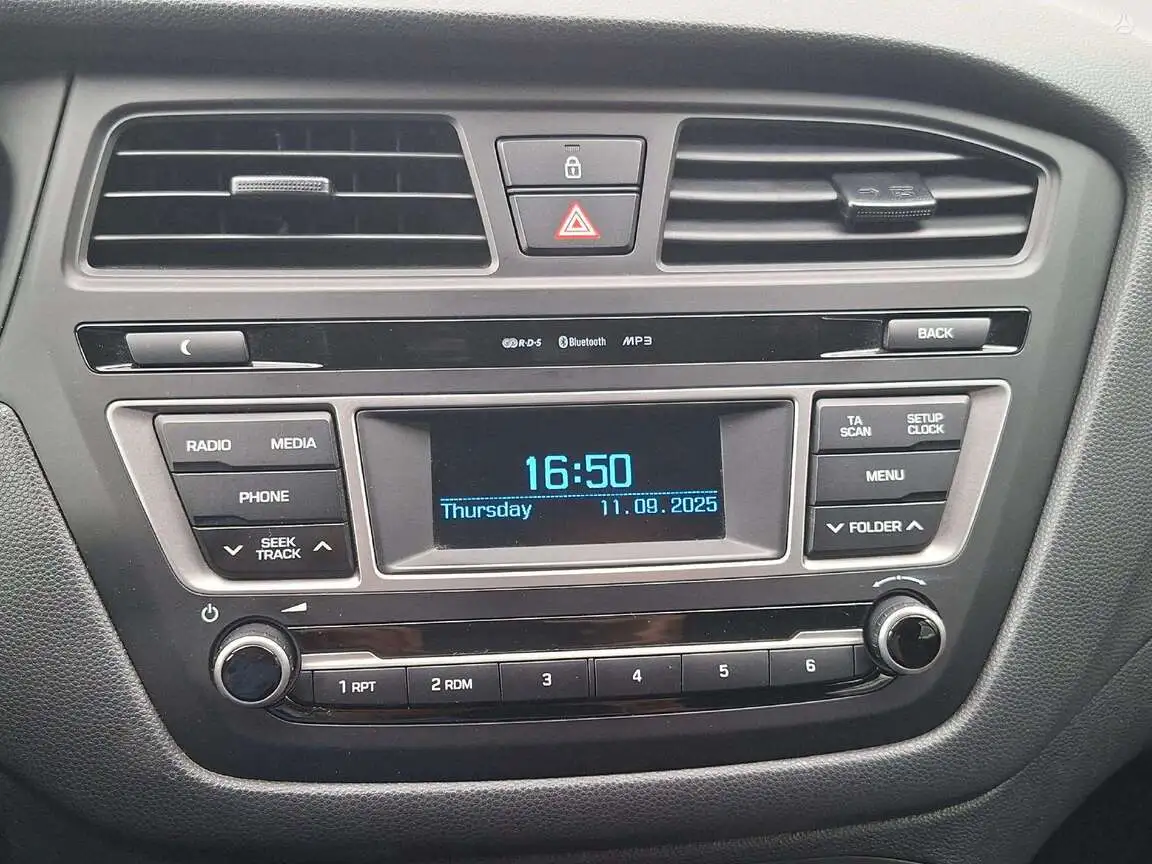 R·D·S Bluetooth MP3
BACK
RADIO MEDIA
PHONE
SEEK
TRACK
16:50
Thursday 11.09.2025
TA
SCAN
SETUP
CLOCK
MENU
FOLDER
1 RPT 2 RDM 3 4 5 6